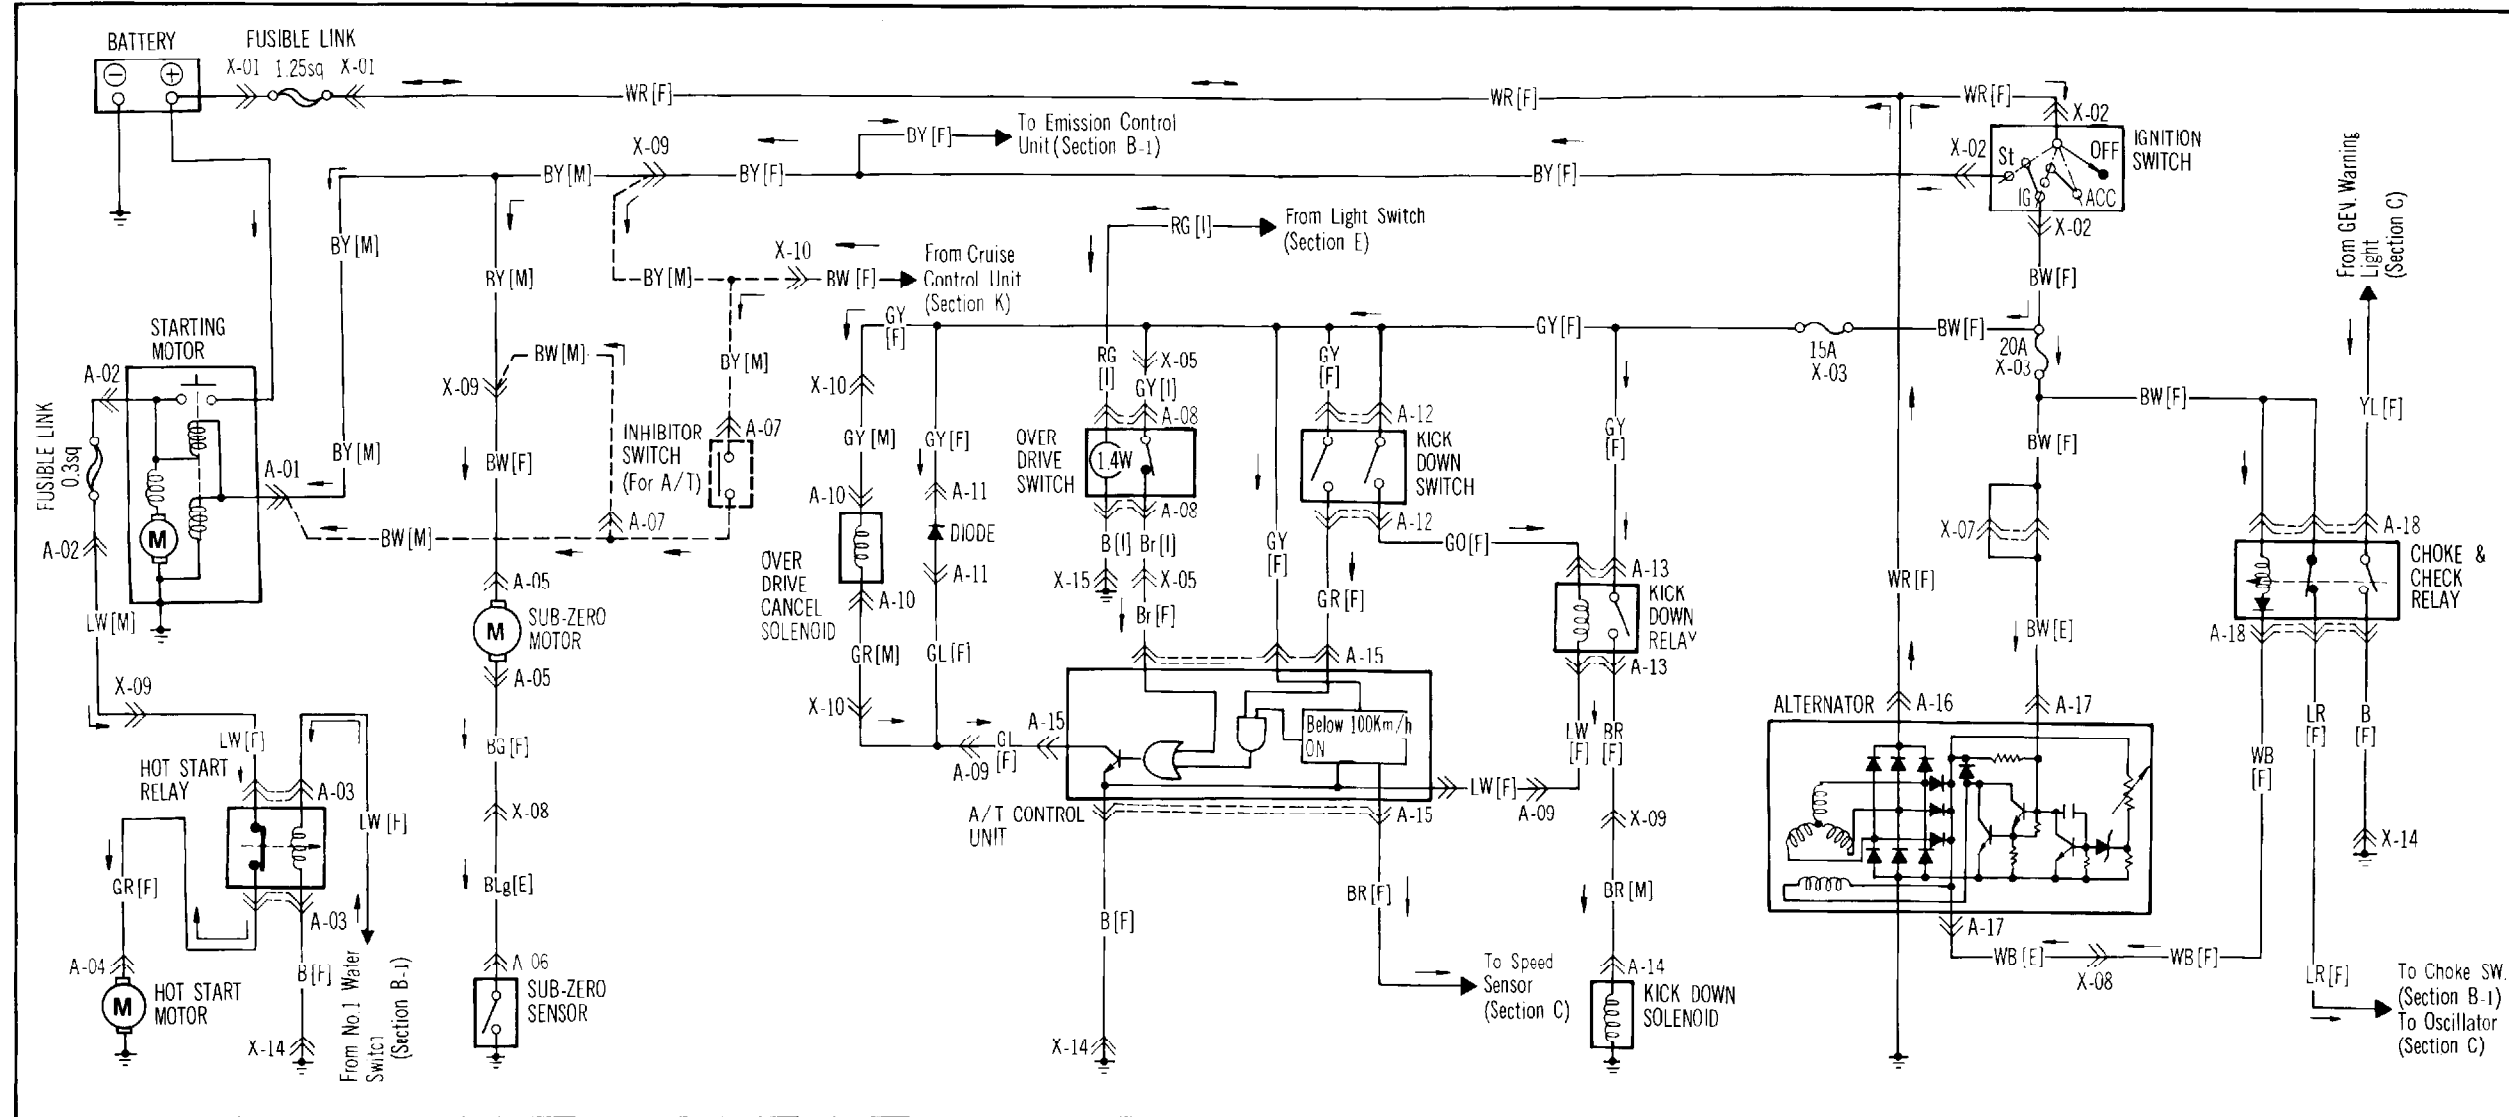 BATTERY
FUSIBLE LINK
X-01 1.25sq X-01
WR[F]
WR[F]
WR[F]
X-02
IGNITION
SWITCH
X-02
St
OFF
IG
ACC
X-02
BY[F]
To Emission Control
Unit(Section B-1)
X-09
BY[M]
BY[F]
BY[F]
BY[M]
BY[M]
BY[M]
X-10
BW[F]
From Cruise
Control Unit
(Section K)
RG[I]
From Light Switch
(Section E)
BW[F]
From GEN. Warning
Light
(Section C)
STARTING
MOTOR
A-02
FUSIBLE LINK
0.3sq
M
A-02
LW[M]
BY[M]
A-01
BW[M]
BW[M]
X-09
BW[F]
BY[M]
INHIBITOR
SWITCH
(For A/T)
A-07
A-07
GY
[F]
X-10
GY[M]
A-10
OVER
DRIVE
CANCEL
SOLENOID
A-10
GR[M]
X-10
GY[F]
A-11
DIODE
A-11
GL[F]
RG
[I]
X-05
GY[I]
A-08
OVER
DRIVE
SWITCH
1.4W
A-08
B[I]
Br[I]
X-15
X-05
Br[F]
GY
[F]
GY
[F]
A-12
KICK
DOWN
SWITCH
A-12
GO[F]
GR[F]
A-15
GY[F]
GY
[F]
A-13
KICK
DOWN
RELAY
A-13
LW
[F]
BR
[F]
15A
X-03
BW[F]
20A
X-03
BW[F]
BW[F]
X-07
BW[E]
YL[F]
A-18
CHOKE &
CHECK
RELAY
A-18
LR
[F]
B
[F]
WB
[F]
X-14
WR[F]
ALTERNATOR
A-16
A-17
A-17
WB[E]
X-08
WB[F]
LR[F]
To Choke SW.
(Section B-1)
To Oscillator
(Section C)
A-05
M
SUB-ZERO
MOTOR
A-05
BG[F]
X-08
BLg[E]
A 06
SUB-ZERO
SENSOR
X-09
LW[F]
HOT START
RELAY
A-03
LW[F]
A-03
GR[F]
B[F]
A-04
M
HOT START
MOTOR
X-14
From No.1 Water
Switch
(Section B-1)
A-15
GL
[F]
A-09
Below 100Km/h
ON
LW[F]
A-09
A/T CONTROL
UNIT
A-15
B[F]
X-14
BR[F]
To Speed
Sensor
(Section C)
X-09
BR[M]
A-14
KICK DOWN
SOLENOID